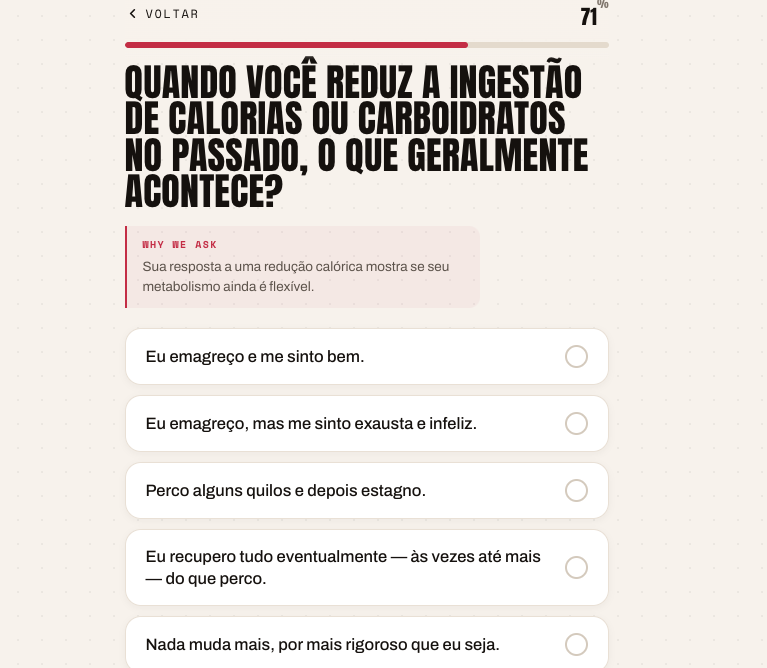 VOLTAR
71%
QUANDO VOCÊ REDUZ A INGESTÃO
DE CALORIAS OU CARBOIDRATOS
NO PASSADO, O QUE GERALMENTE
ACONTECE?
WHY WE ASK
Sua resposta a uma redução calórica mostra se seu
metabolismo ainda é flexível.
Eu emagreço e me sinto bem.
Eu emagreço, mas me sinto exausta e infeliz.
Perco alguns quilos e depois estagno.
Eu recupero tudo eventualmente — às vezes até mais
— do que perco.
Nada muda mais, por mais rigoroso que eu seja.